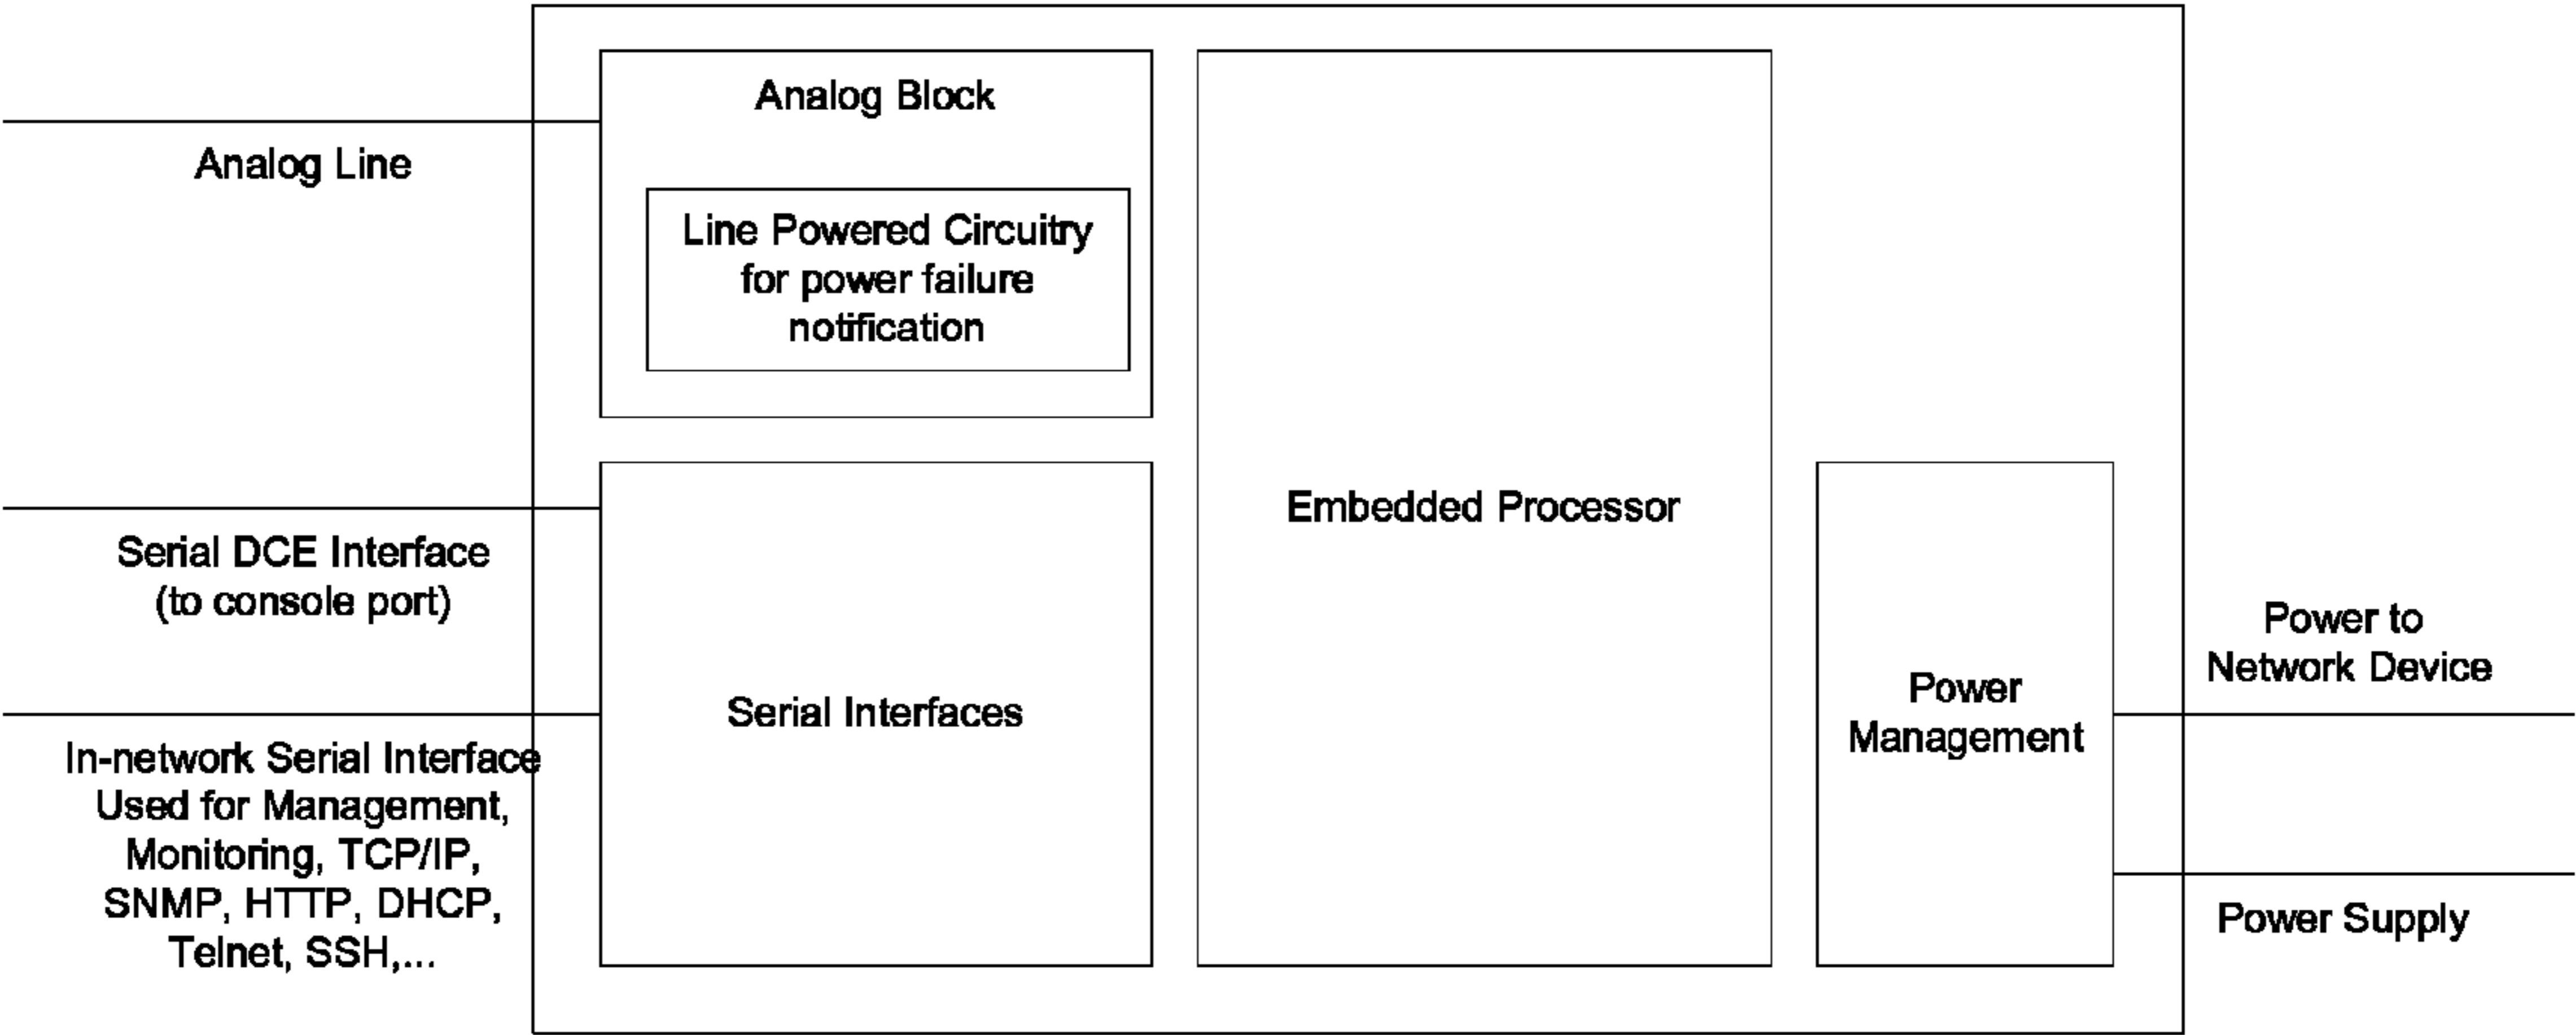 Analog Block
Analog Line
Line Powered Circuitry
for power failure
notification
Serial DCE Interface
(to console port)
In-network Serial Interface
Used for Management,
Monitoring, TCP/IP,
SNMP, HTTP, DHCP,
Telnet, SSH,...
Serial Interfaces
Embedded Processor
Power
Management
Power to
Network Device
Power Supply